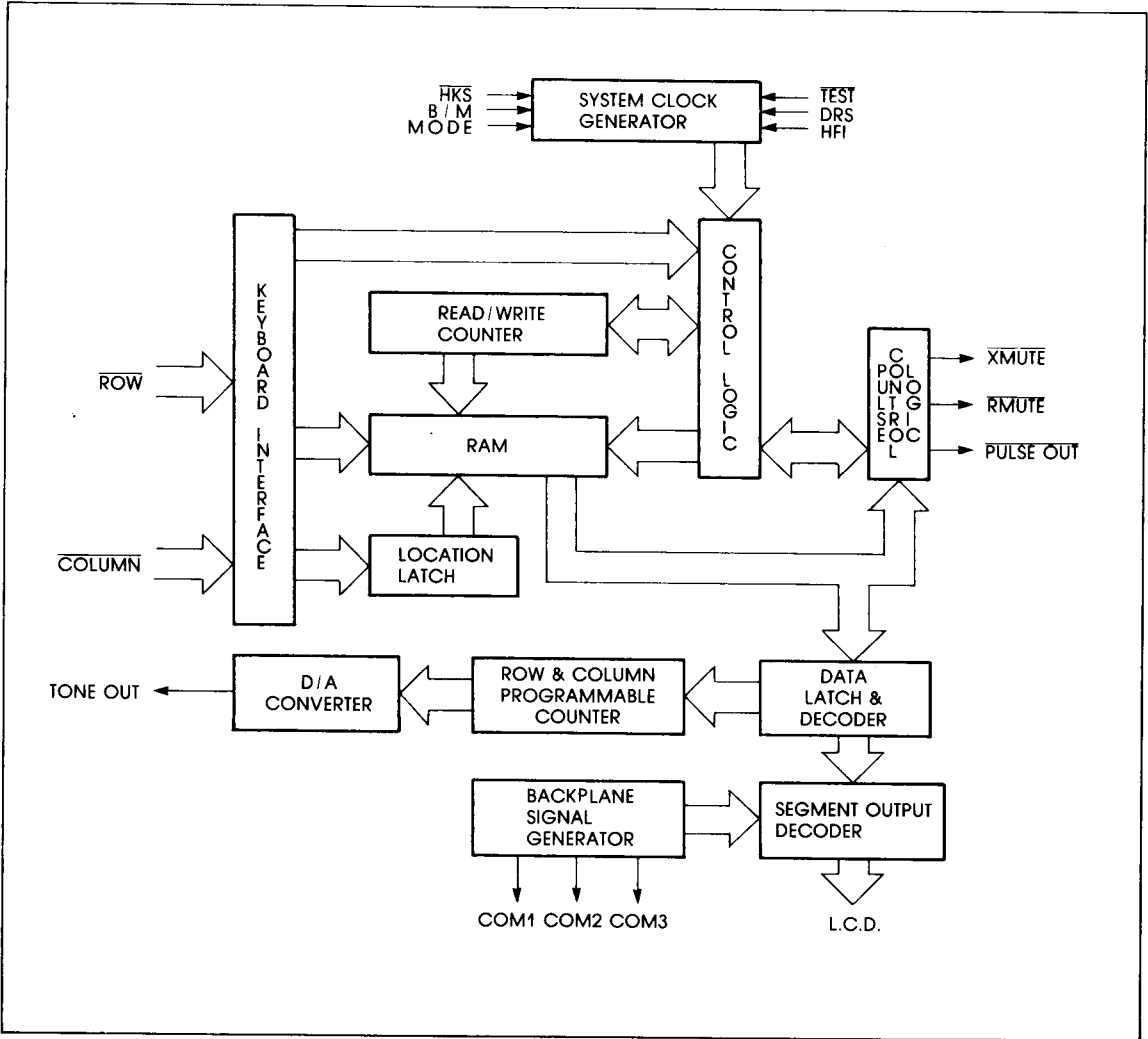 HKS
B/M
MODE
SYSTEM CLOCK
GENERATOR
TEST
DRS
HFI
KEYBOARD INTERFACE
READ/WRITE
COUNTER
CONTROL LOGIC
ROW
RAM
PULSE CONTROL LOGIC
XMUTE
RMUTE
PULSE OUT
COLUMN
LOCATION
LATCH
TONE OUT
D/A
CONVERTER
ROW & COLUMN
PROGRAMMABLE
COUNTER
DATA
LATCH &
DECODER
BACKPLANE
SIGNAL
GENERATOR
SEGMENT OUTPUT
DECODER
COM1 COM2 COM3
L.C.D.